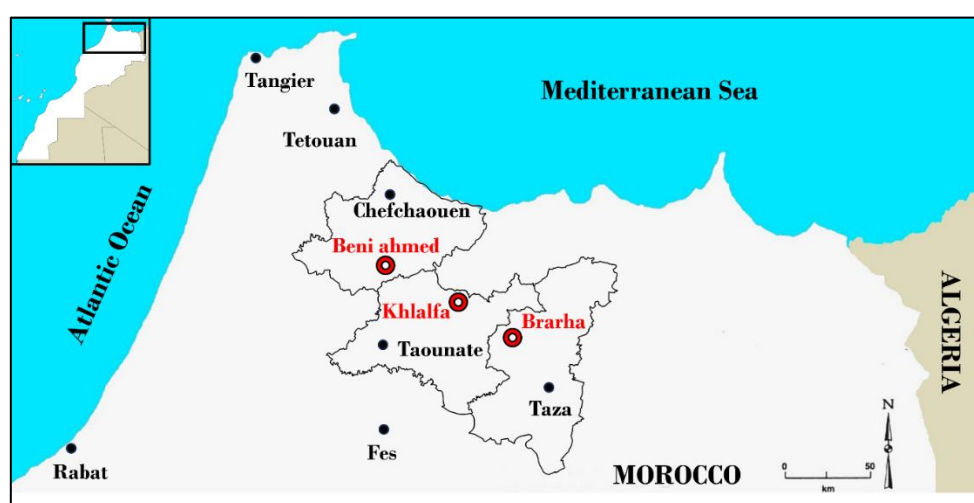 Tangier
Mediterranean Sea
Tetouan
Chefchaouen
Atlantic Ocean
Beni ahmed
Khlalfa
Brarha
ALGERIA
Taounate
Taza
N
Fes
Rabat
MOROCCO
0 50
km